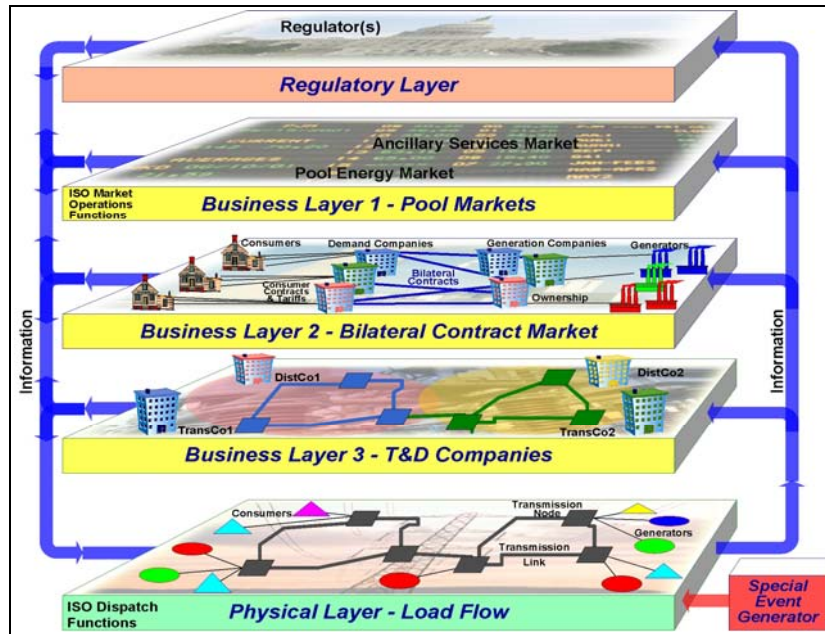 Regulator(s)
Regulatory Layer
Ancillary Services Market
Pool Energy Market
ISO Market
Operations
Functions
Business Layer 1 - Pool Markets
Consumers
Demand Companies
Generation Companies
Generators
Bilateral
Contracts
Consumer
Contracts
& Tariffs
Ownership
Business Layer 2 - Bilateral Contract Market
Information
Information
DistCo1
DistCo2
TransCo1
TransCo2
Business Layer 3 - T&D Companies
Consumers
Transmission
Node
Generators
Transmission
Link
ISO Dispatch
Functions
Physical Layer - Load Flow
Special
Event
Generator